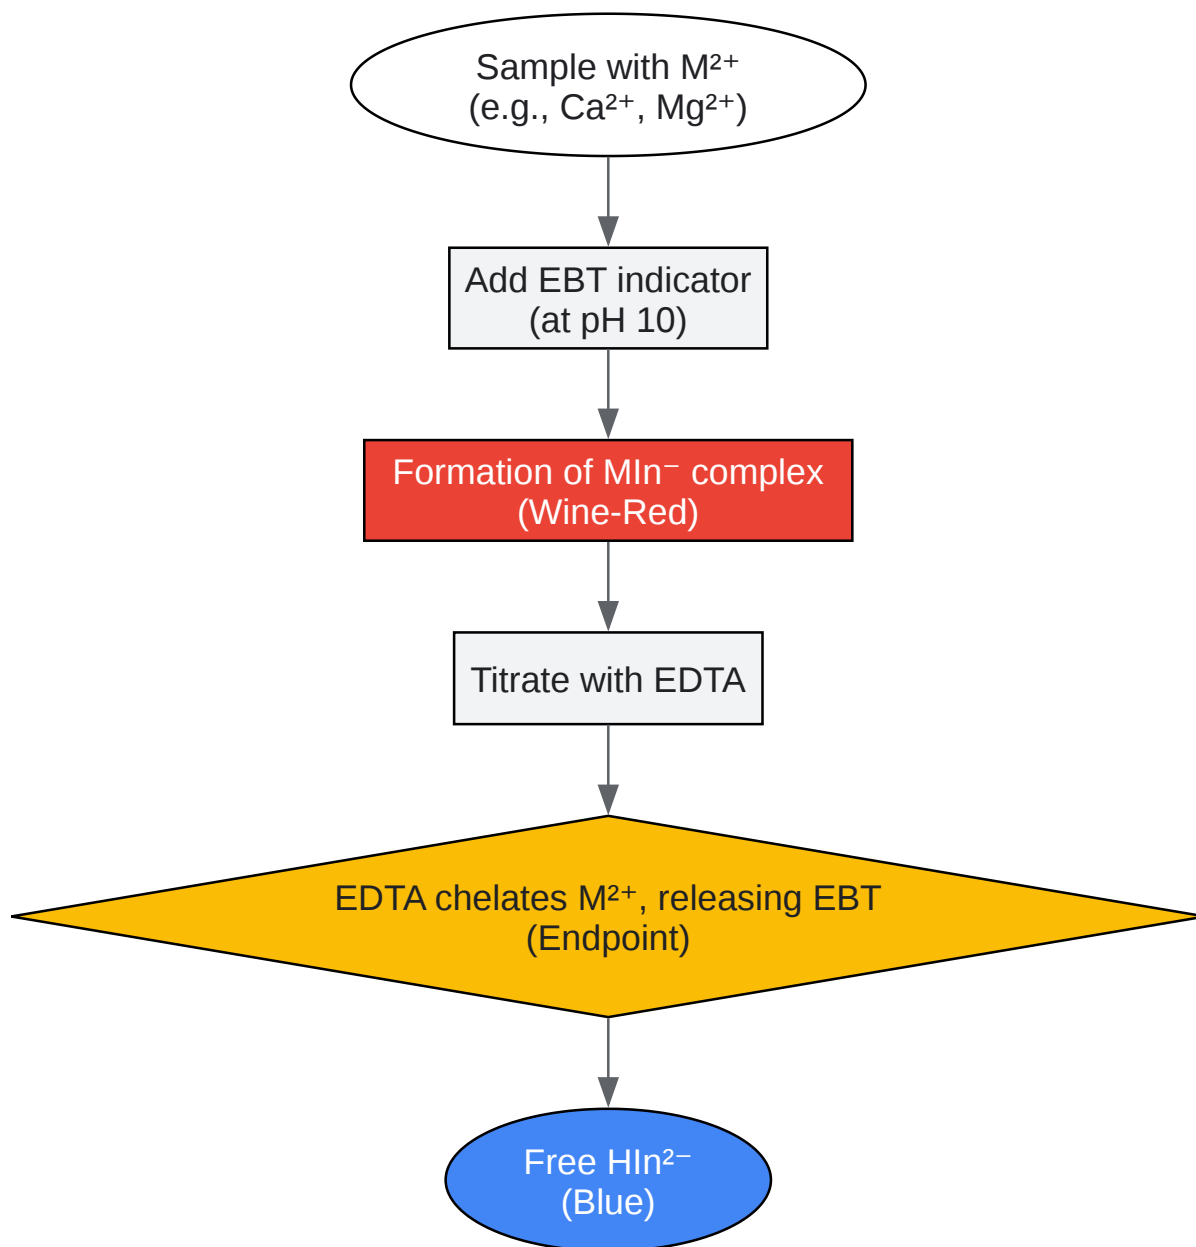 Sample with M²⁺
(e.g., Ca²⁺, Mg²⁺)
Add EBT indicator
(at pH 10)
Formation of MIn⁻ complex
(Wine-Red)
Titrate with EDTA
EDTA chelates M²⁺, releasing EBT
(Endpoint)
Free HIn²⁻
(Blue)